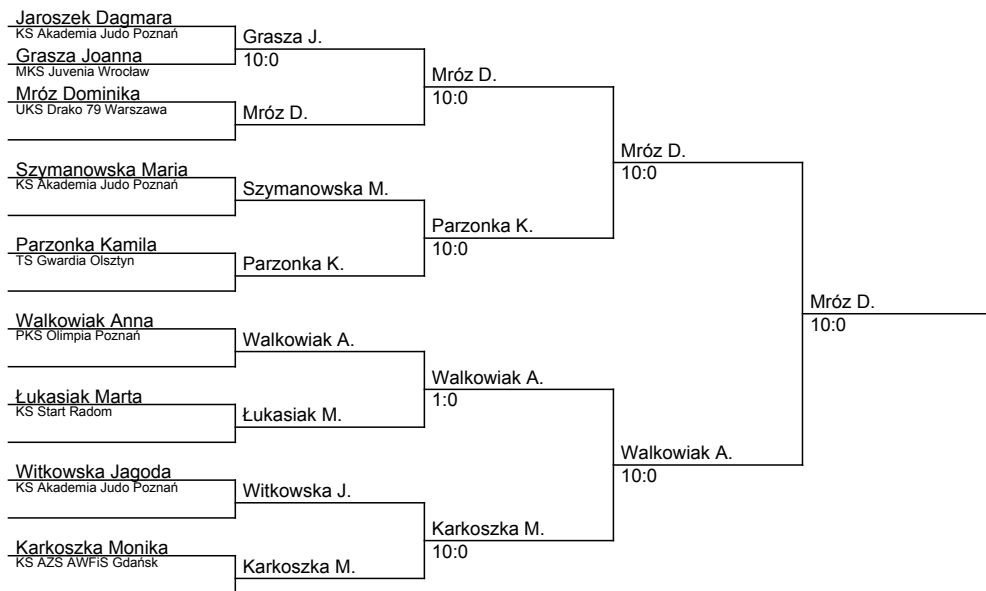 Jaroszek Dagmara
KS Akademia Judo Poznań
Grasza Joanna
MKS Juvenia Wrocław
Mróz Dominika
UKS Drako 79 Warszawa
Szymanowska Maria
KS Akademia Judo Poznań
Parzonka Kamila
TS Gwardia Olsztyn
Walkowiak Anna
PKS Olimpia Poznań
Łukasiak Marta
KS Start Radom
Witkowska Jagoda
KS Akademia Judo Poznań
Karkoszka Monika
KS AZS AWFiS Gdańsk
Grasza J.
10:0
Mróz D.
Szymanowska M.
Parzonka K.
Walkowiak A.
Łukasiak M.
Witkowska J.
Karkoszka M.
Mróz D.
10:0
Parzonka K.
10:0
Walkowiak A.
1:0
Karkoszka M.
10:0
Mróz D.
10:0
Walkowiak A.
10:0
Mróz D.
10:0